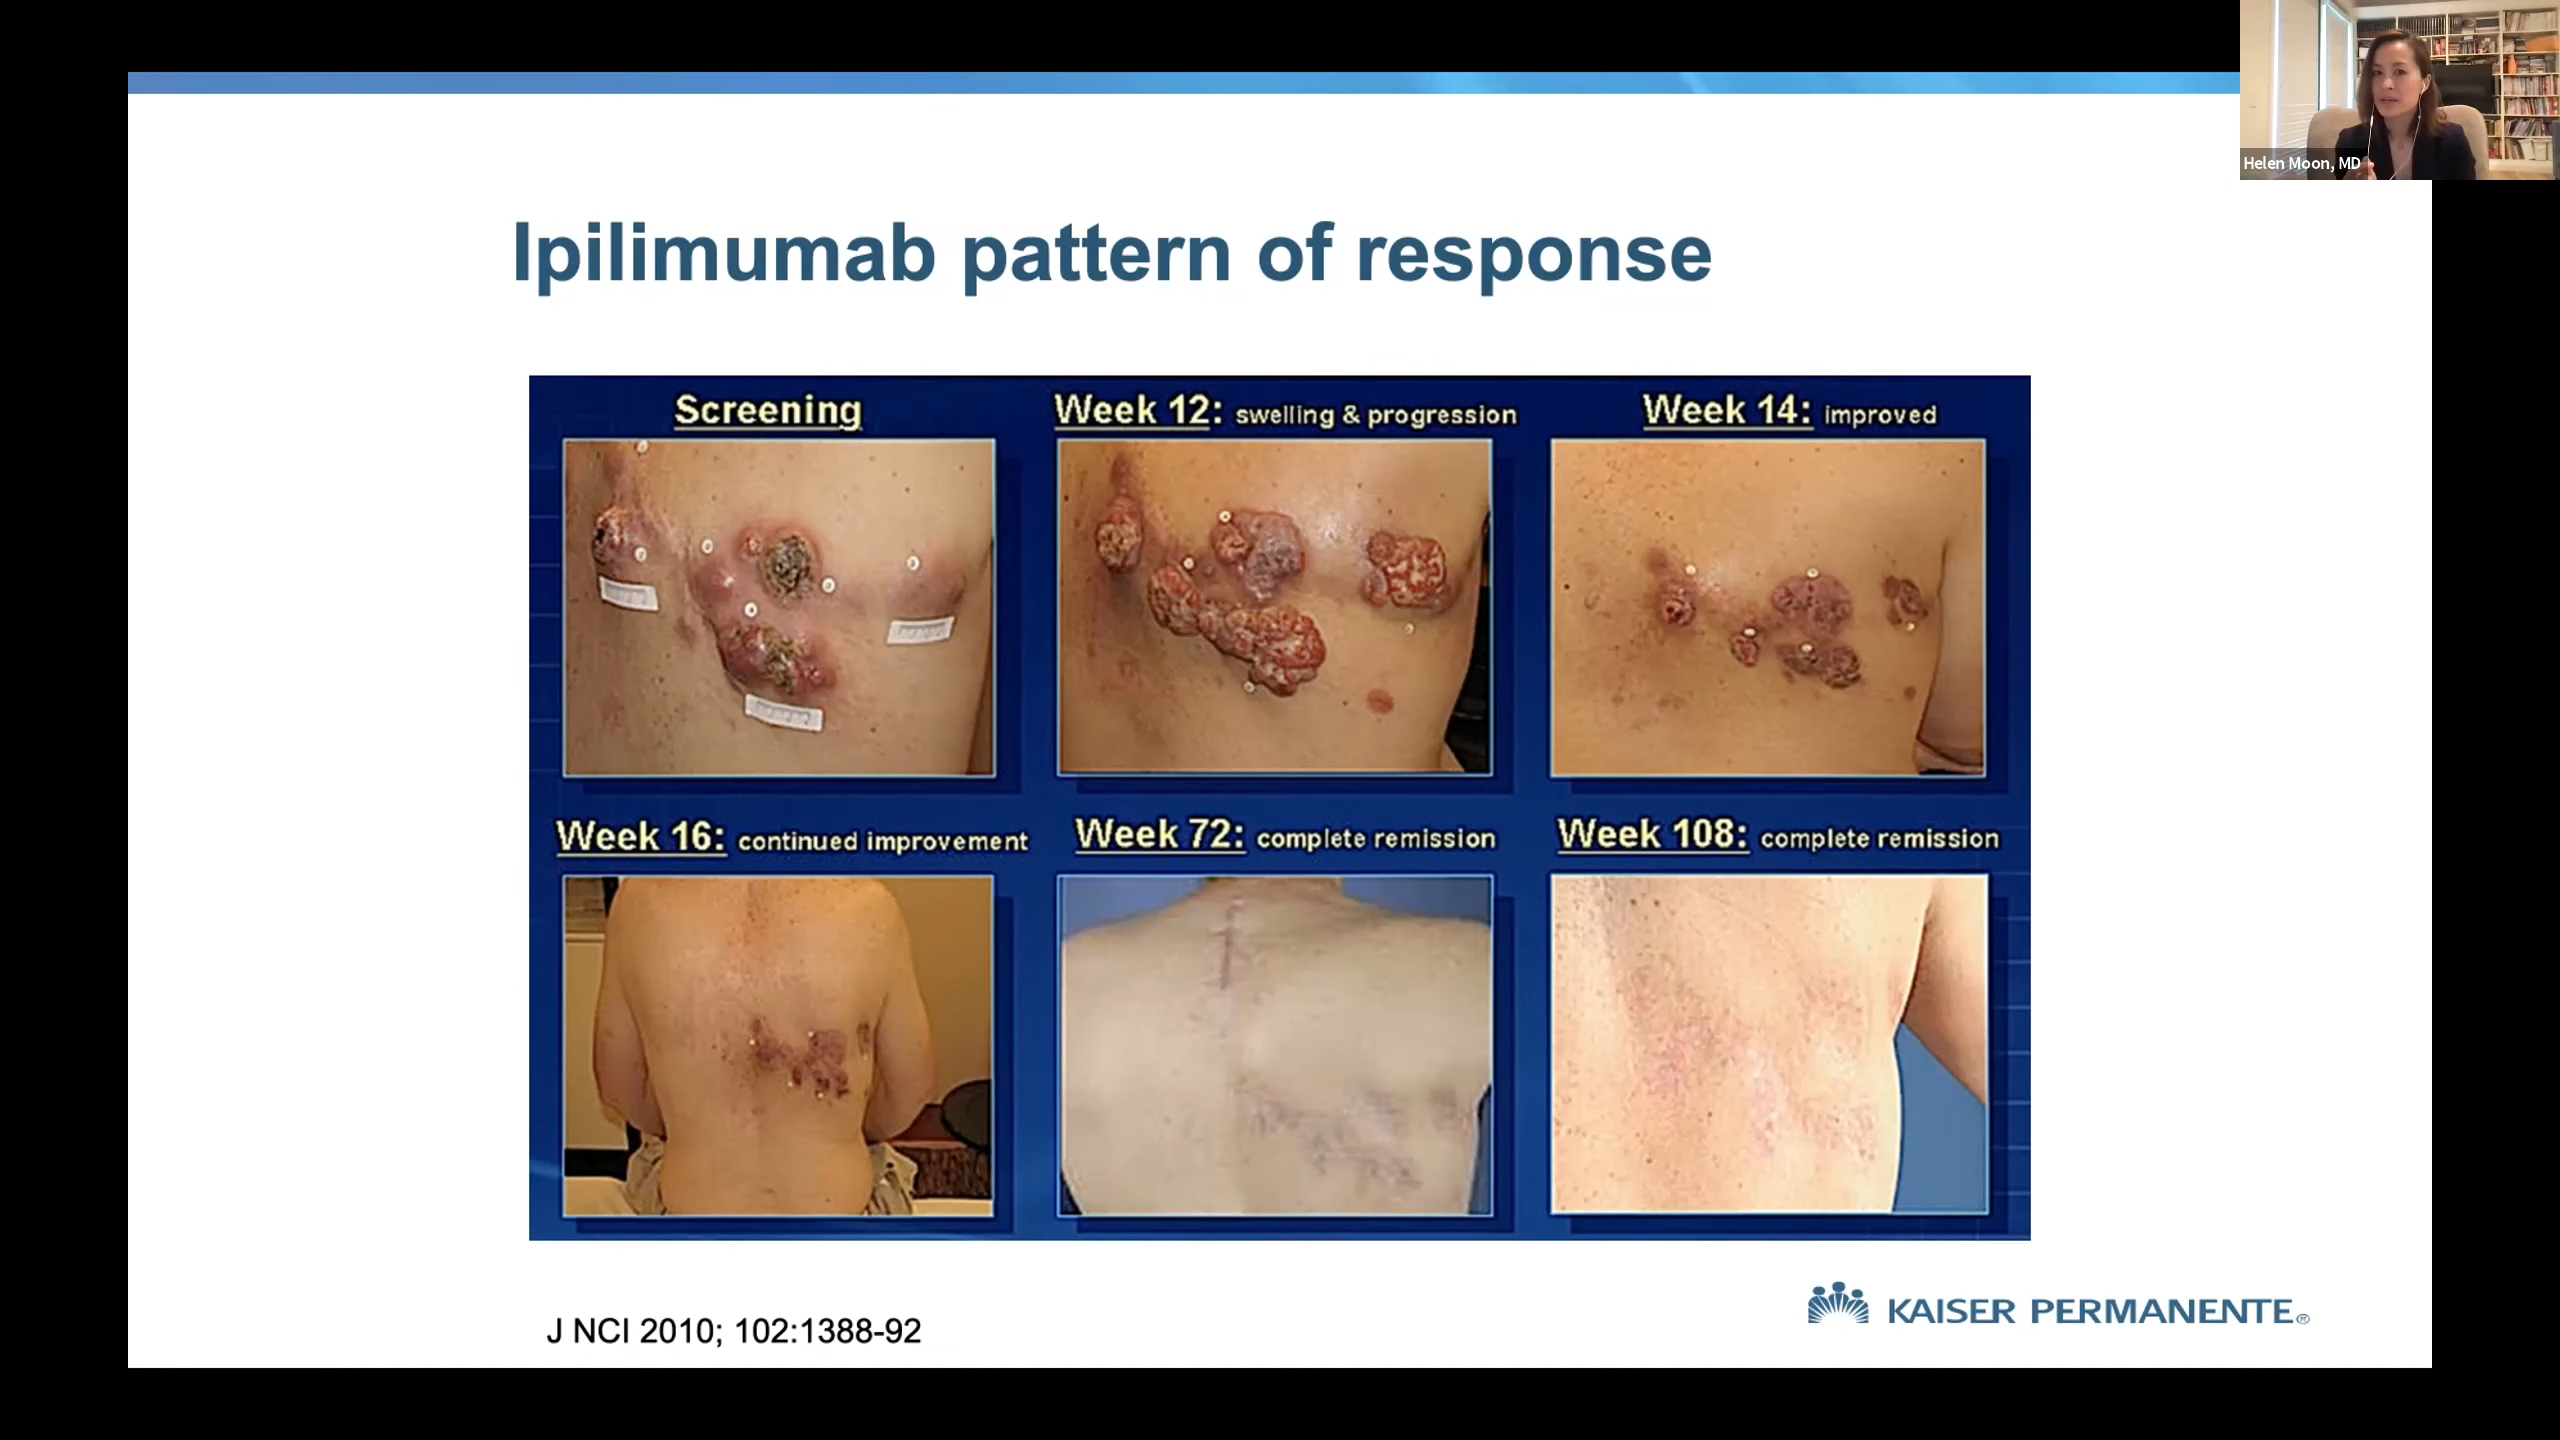 Helen Moon, MD
Ipilimumab pattern of response
Screening
Week 12: swelling & progression
Week 14: improved
Week 16: continued improvement
Week 72: complete remission
Week 108: complete remission
J NCI 2010; 102:1388-92
KAISER PERMANENTE®